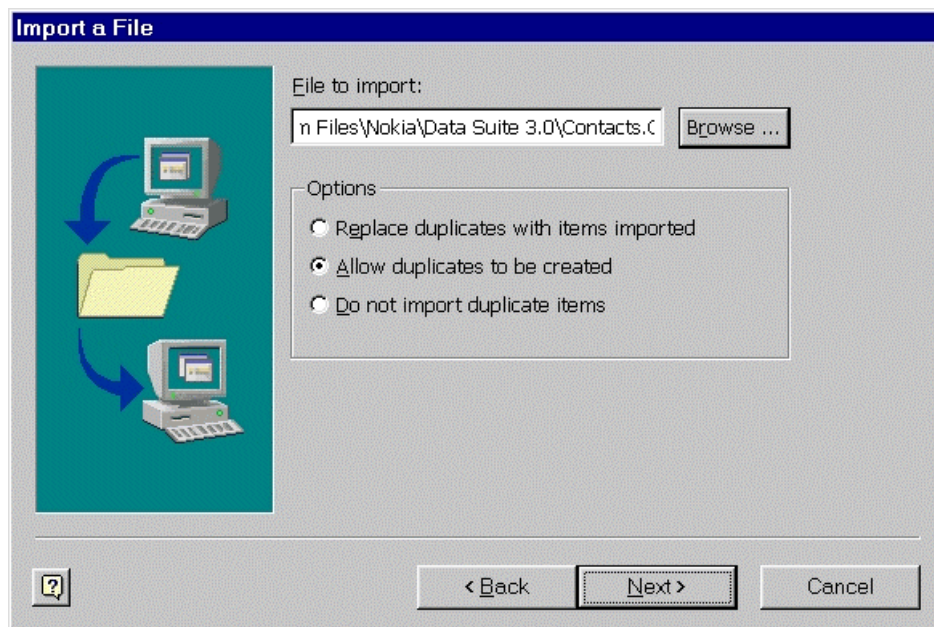 Import a File
File to import:
n Files\Nokia\Data Suite 3.0\Contacts.C
Browse ...
Options
Replace duplicates with items imported
Allow duplicates to be created
Do not import duplicate items
?
< Back
Next >
Cancel